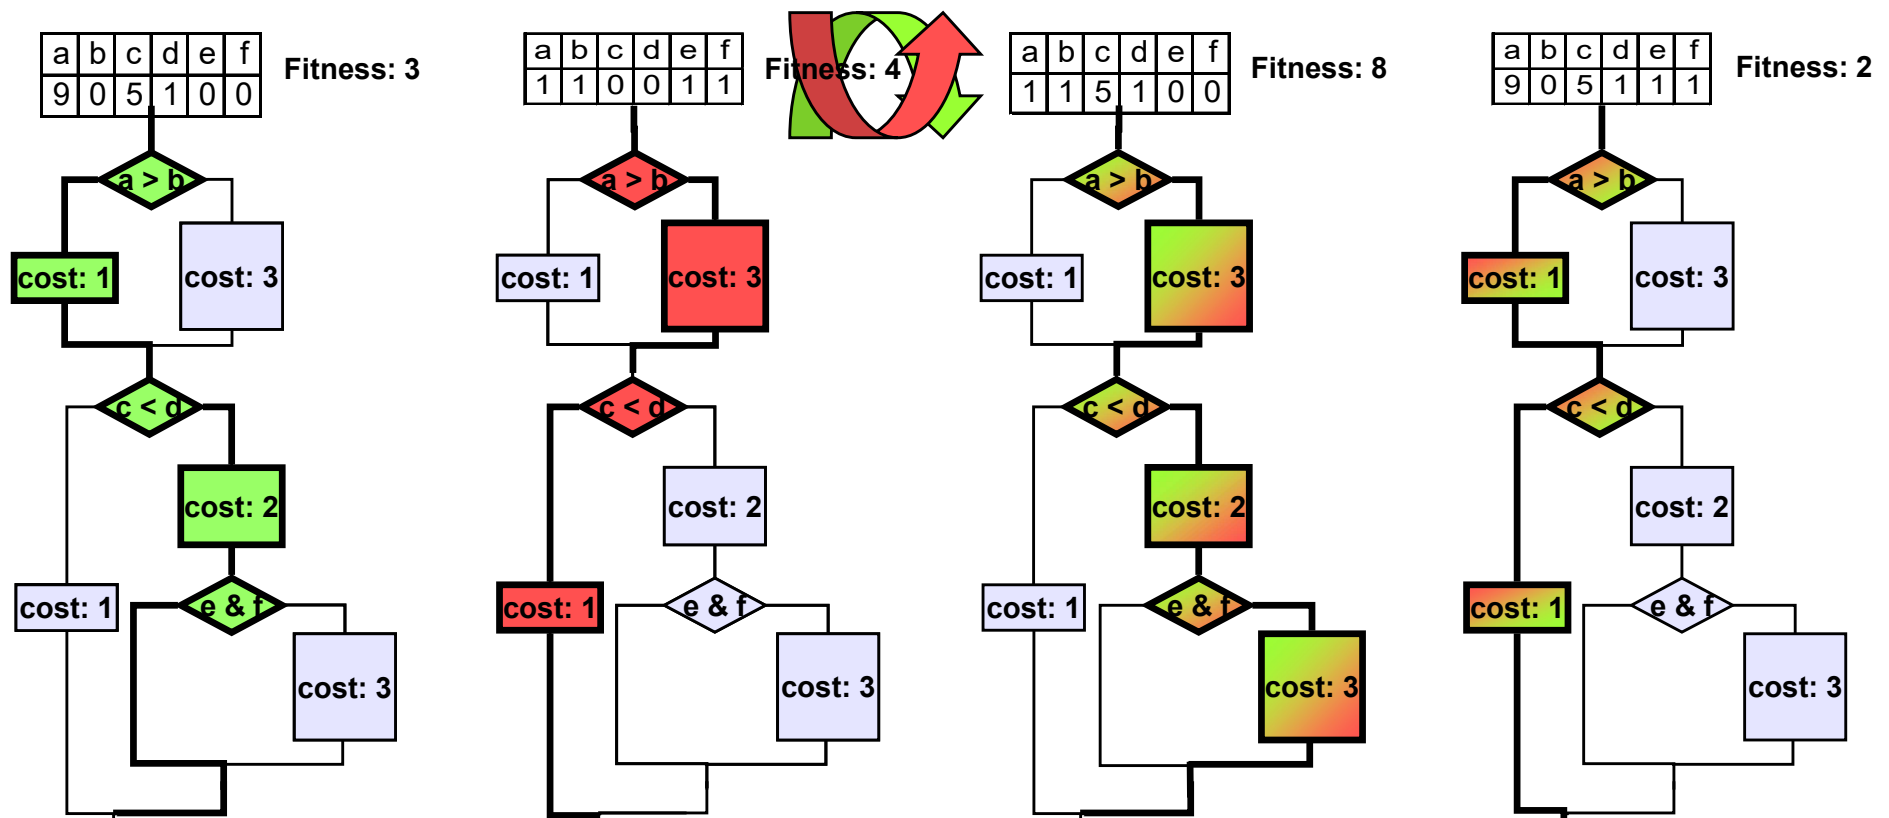 a b c d e f
9 0 5 1 0 0
Fitness: 3
a > b
cost: 1
cost: 3
c < d
cost: 2
cost: 1
e & f
cost: 3
a b c d e f
1 1 0 0 1 1
Fitness: 4
a > b
cost: 1
cost: 3
c < d
cost: 2
cost: 1
e & f
cost: 3
a b c d e f
1 1 5 1 0 0
Fitness: 8
a > b
cost: 1
cost: 3
c < d
cost: 2
cost: 1
e & f
cost: 3
a b c d e f
9 0 5 1 1 1
Fitness: 2
a > b
cost: 1
cost: 3
c < d
cost: 2
cost: 1
e & f
cost: 3